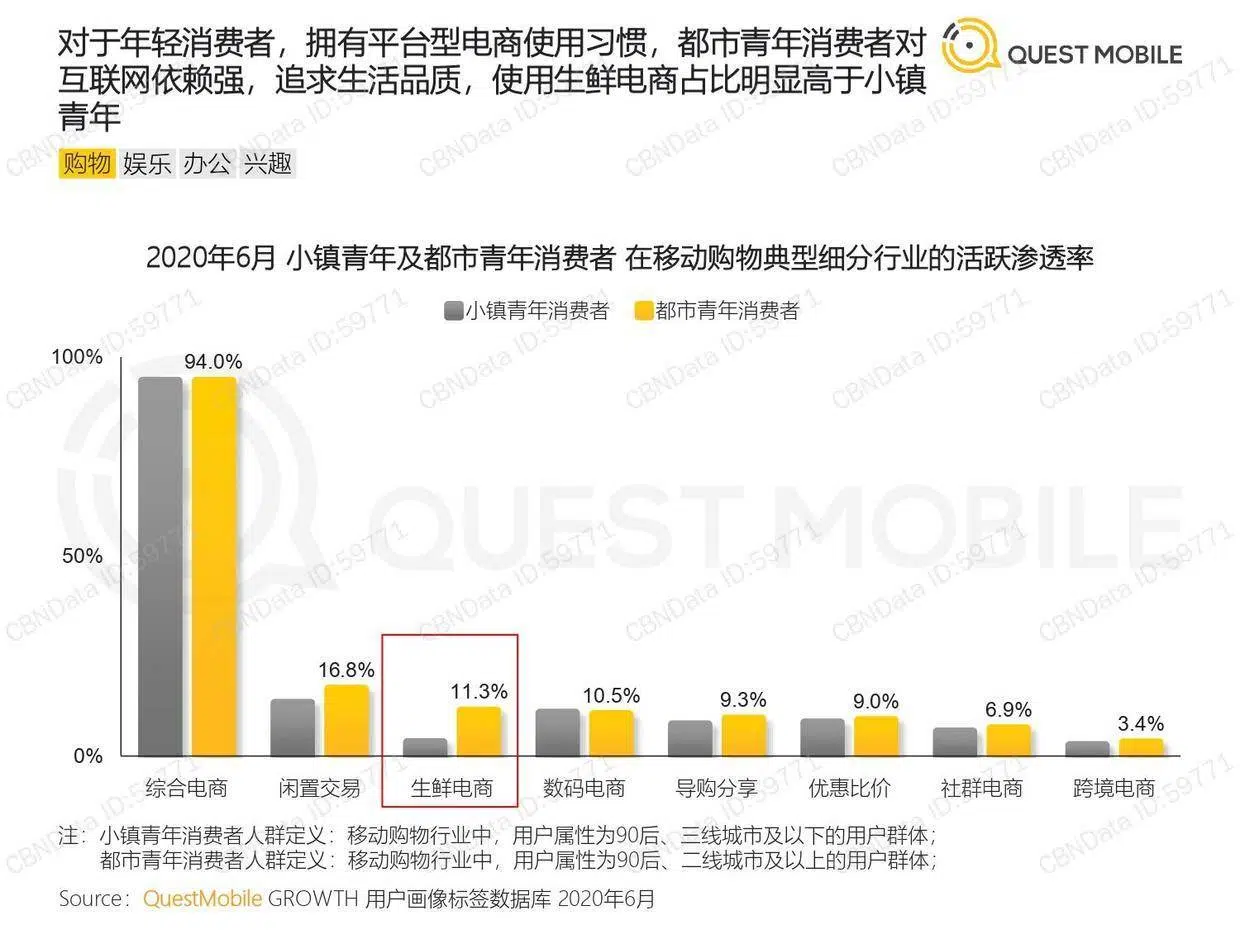 对于年轻消费者，拥有平台型电商使用习惯，都市青年消费者对
互联网依赖强，追求生活品质，使用生鲜电商占比明显高于小镇
青年
QUEST MOBILE
购物 娱乐 办公 兴趣
2020年6月 小镇青年及都市青年消费者 在移动购物典型细分行业的活跃渗透率
小镇青年消费者 都市青年消费者
100%
50%
0%
94.0%
16.8%
11.3%
10.5%
9.3%
9.0%
6.9%
3.4%
综合电商 闲置交易 生鲜电商 数码电商 导购分享 优惠比价 社群电商 跨境电商
注：小镇青年消费者人群定义：移动购物行业中，用户属性为90后、三线城市及以下的用户群体；
都市青年消费者人群定义：移动购物行业中，用户属性为90后、二线城市及以上的用户群体；
Source：QuestMobile GROWTH 用户画像标签数据库 2020年6月
QUEST MOBILE
CBNData ID:59771